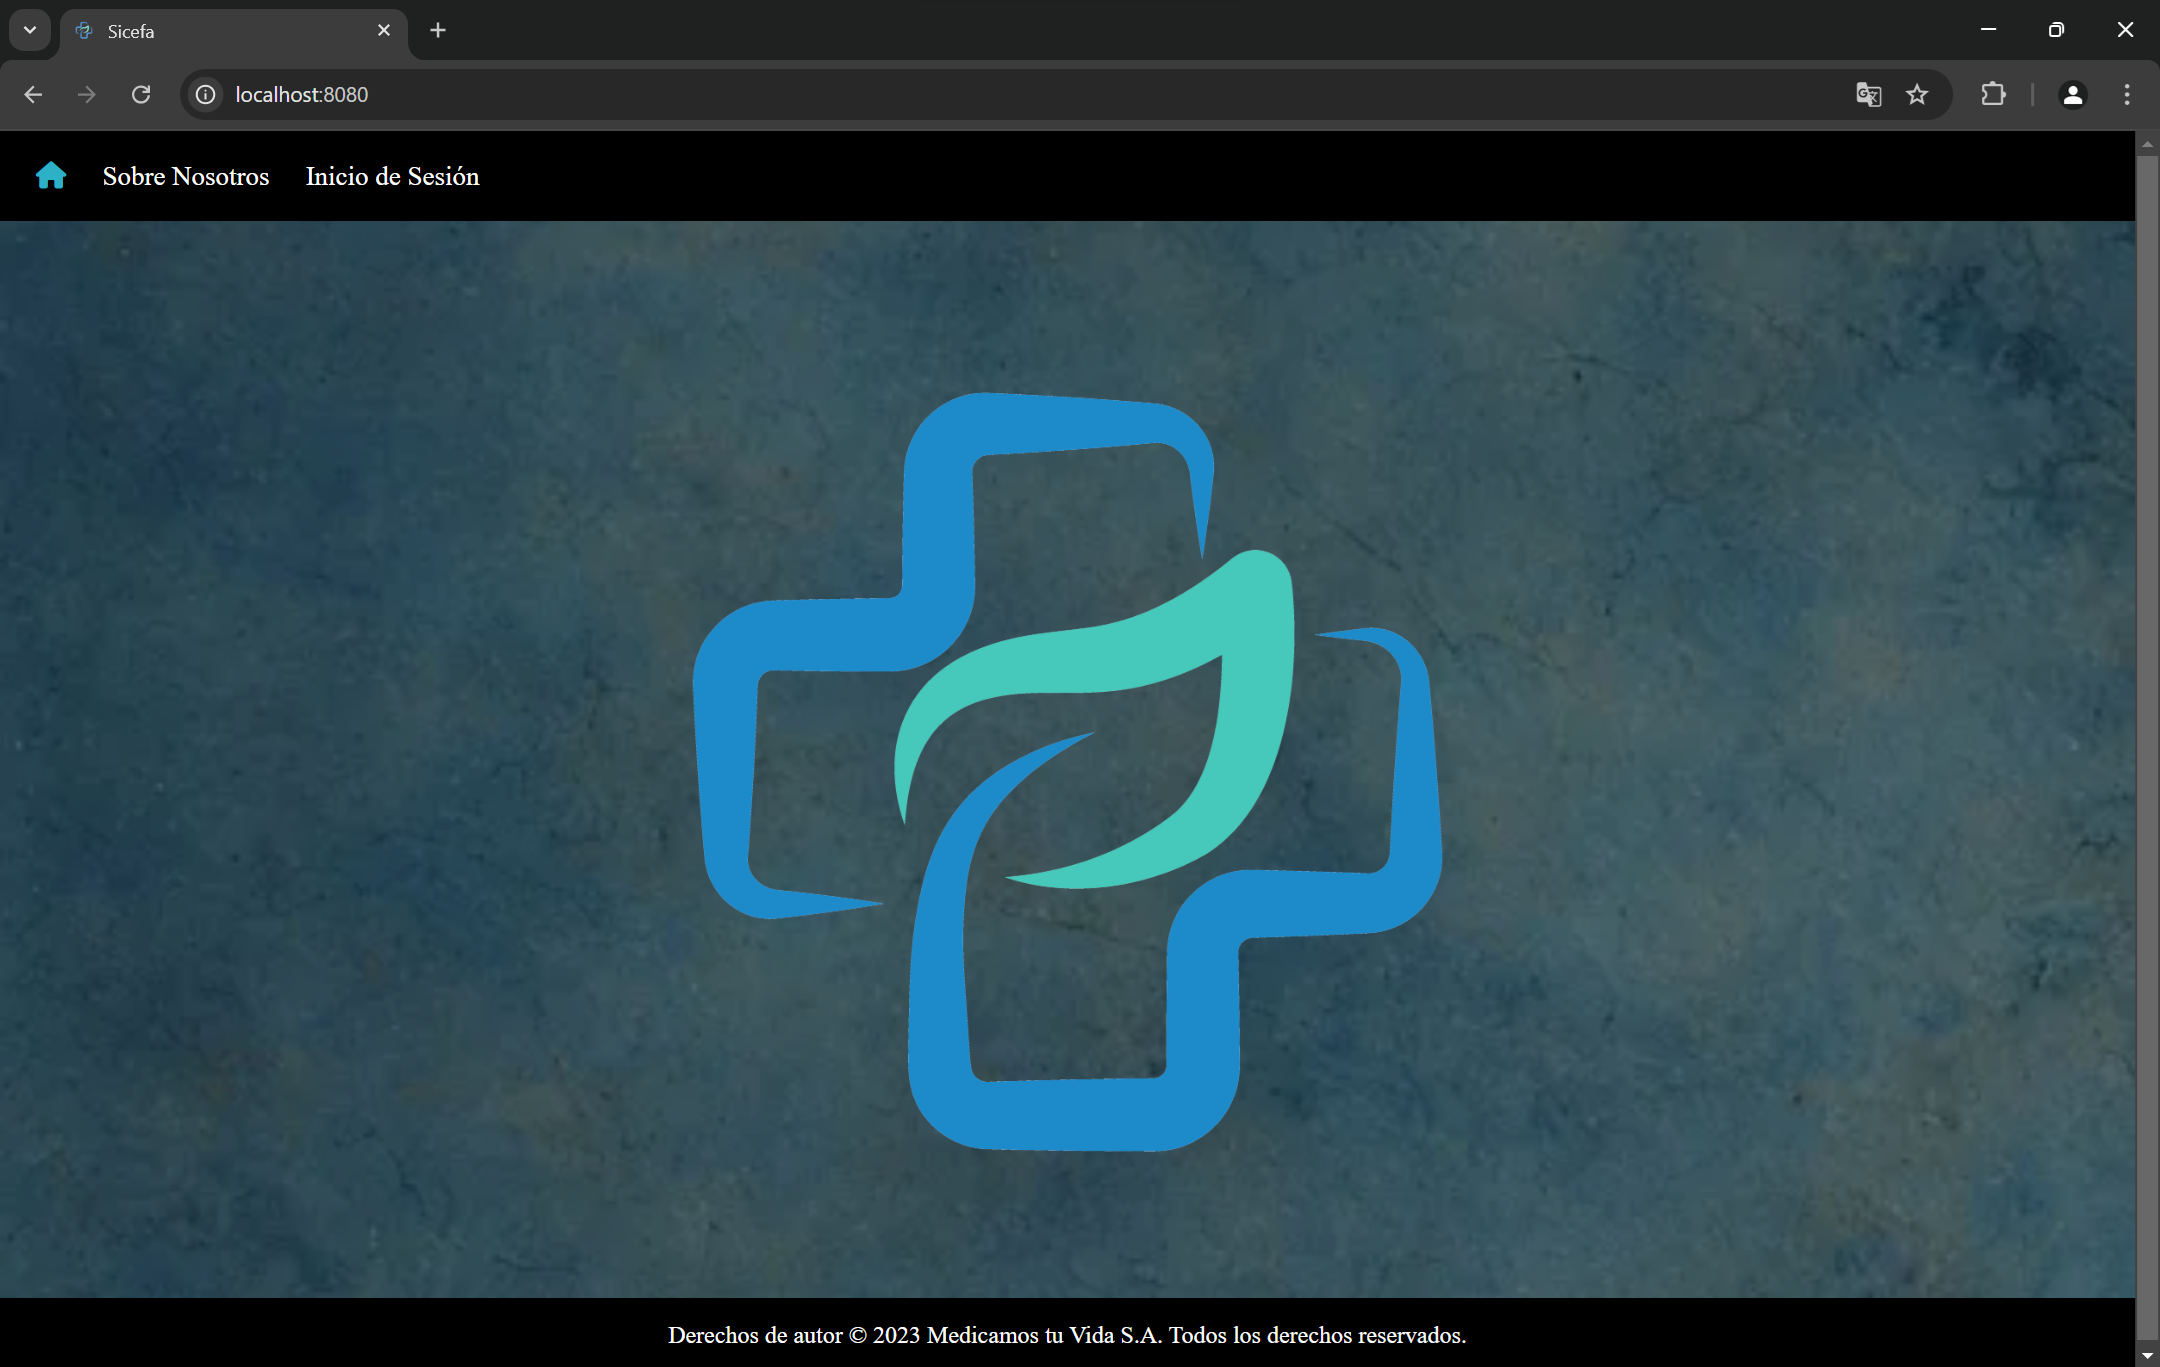 Sicefa
localhost:8080
Sobre Nosotros Inicio de Sesión
Derechos de autor © 2023 Medicamos tu Vida S.A. Todos los derechos reservados.